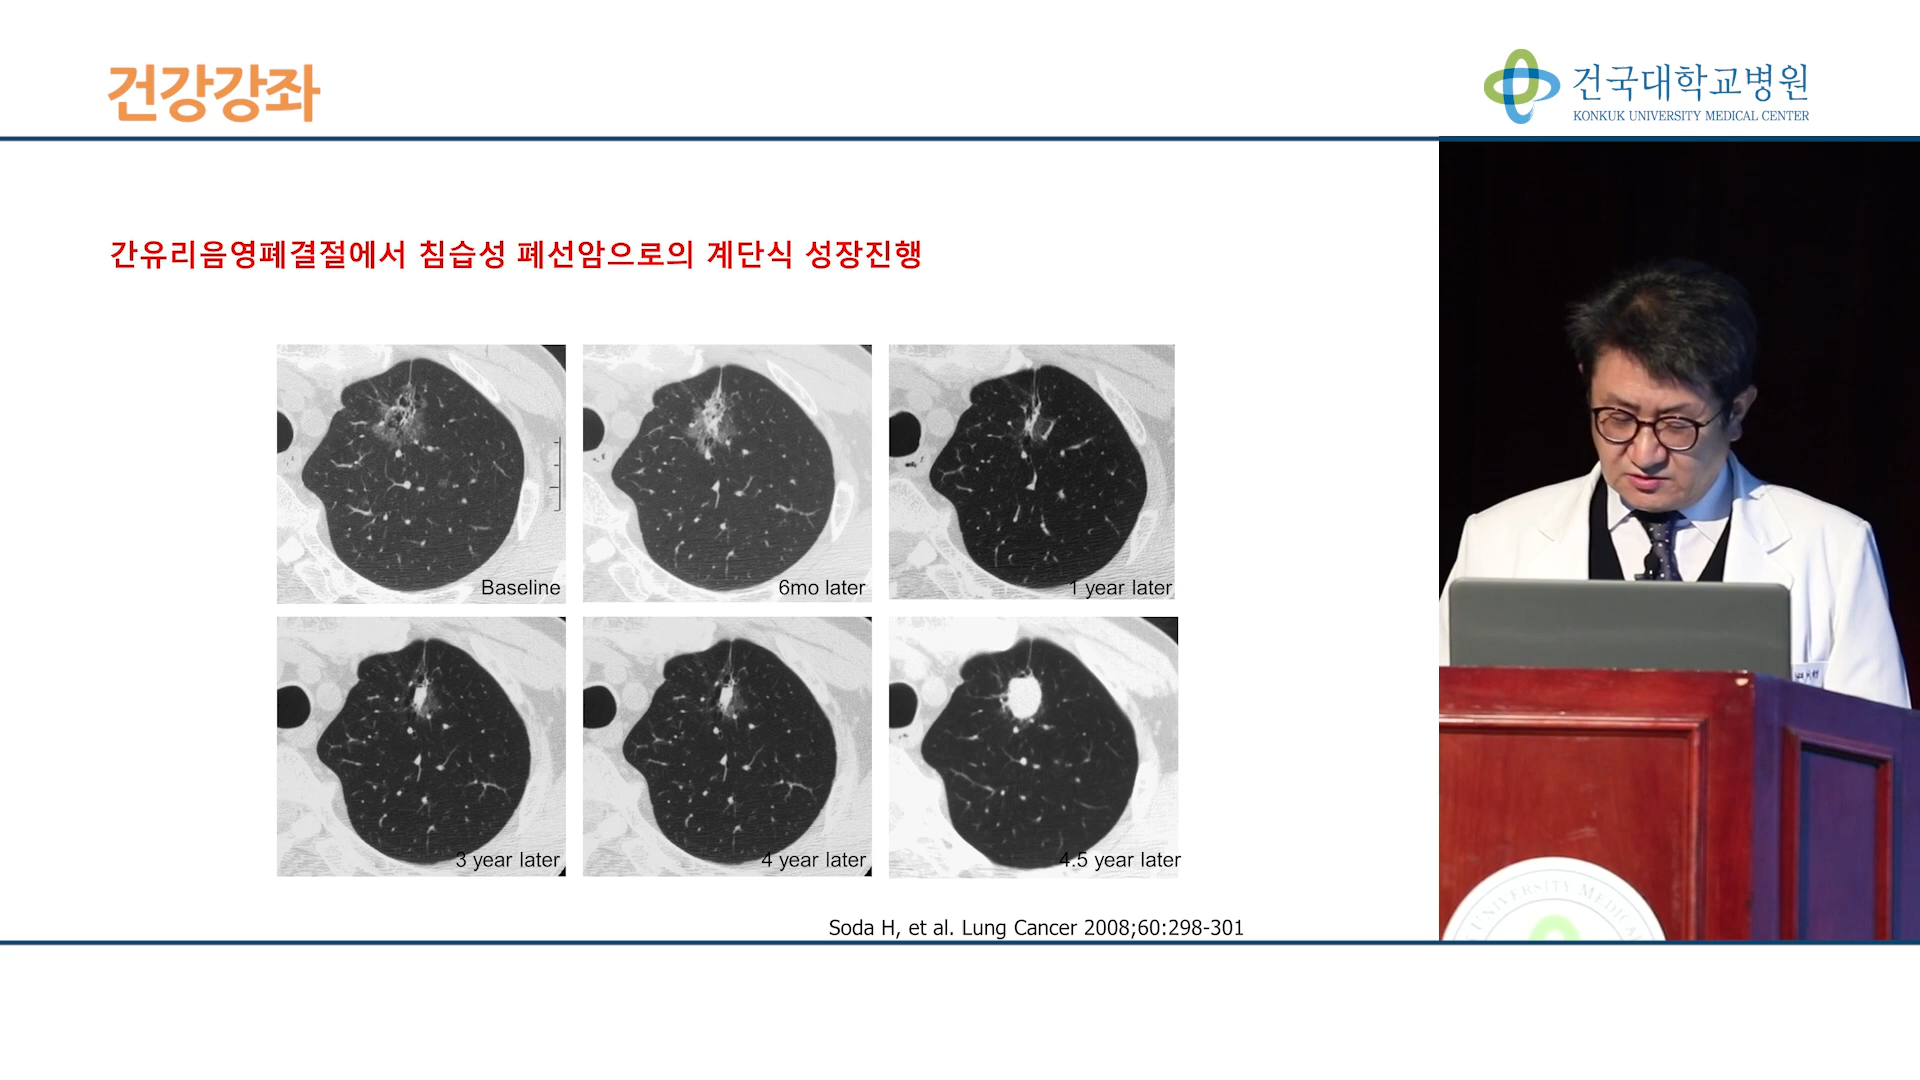 건강강좌
건국대학교병원
KONKUK UNIVERSITY MEDICAL CENTER
간유리음영폐결절에서 침습성 폐선암으로의 계단식 성장진행
Baseline
6mo later
1 year later
3 year later
4 year later
4.5 year later
Soda H, et al. Lung Cancer 2008;60:298-301
UNIVERSITY